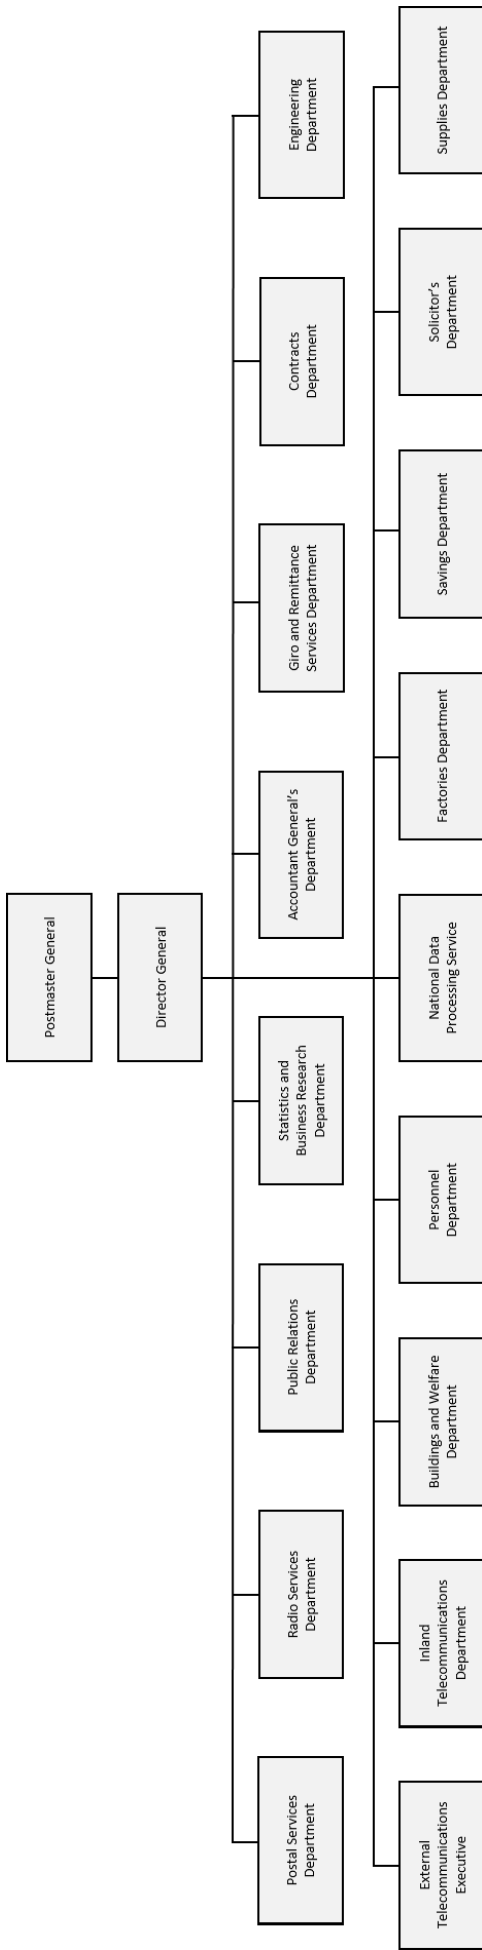 Postmaster General
Director General
Postal Services
Department
Radio Services
Department
Public Relations
Department
Statistics and
Business Research
Department
Accountant General's
Department
Giro and Remittance
Services Department
Contracts
Department
Engineering
Department
External
Telecommunications
Executive
Inland
Telecommunications
Department
Buildings and Welfare
Department
Personnel
Department
National Data
Processing Service
Factories Department
Savings Department
Solicitor's
Department
Supplies Department